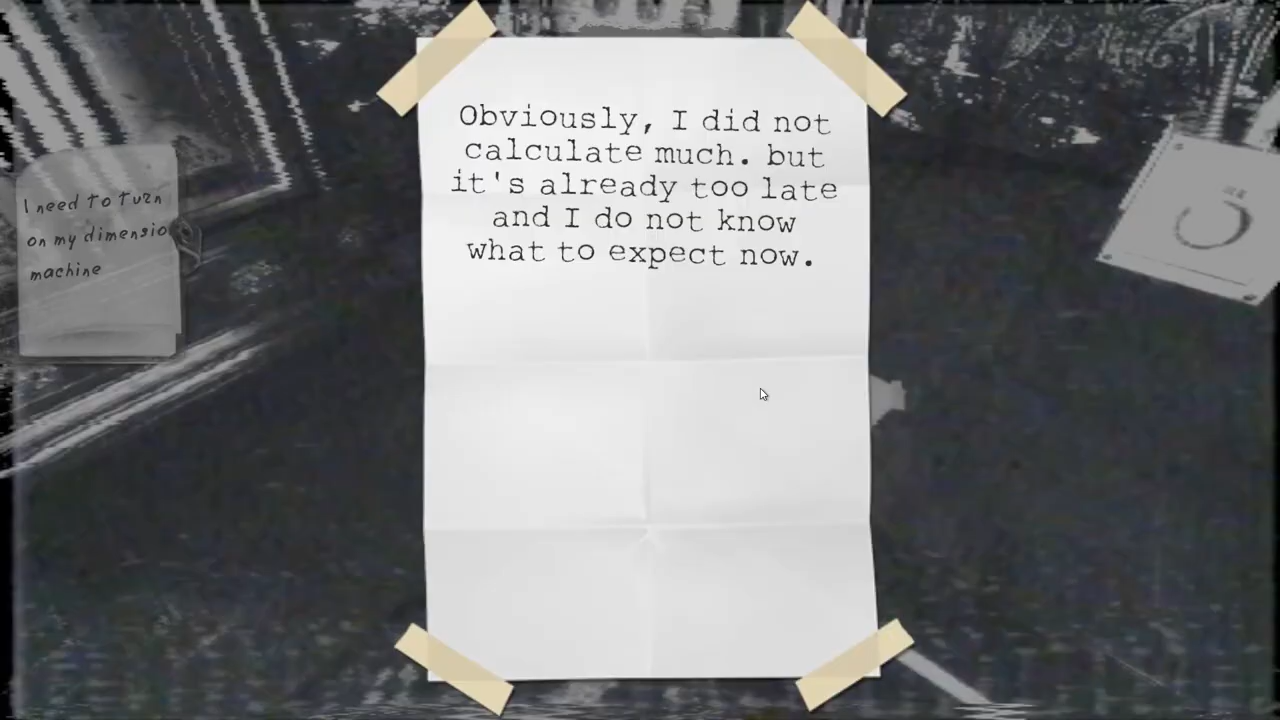 Obviously, I did not
calculate much. but
it's already too late
and I do not know
what to expect now.
I need to turn
on my dimensio
machine